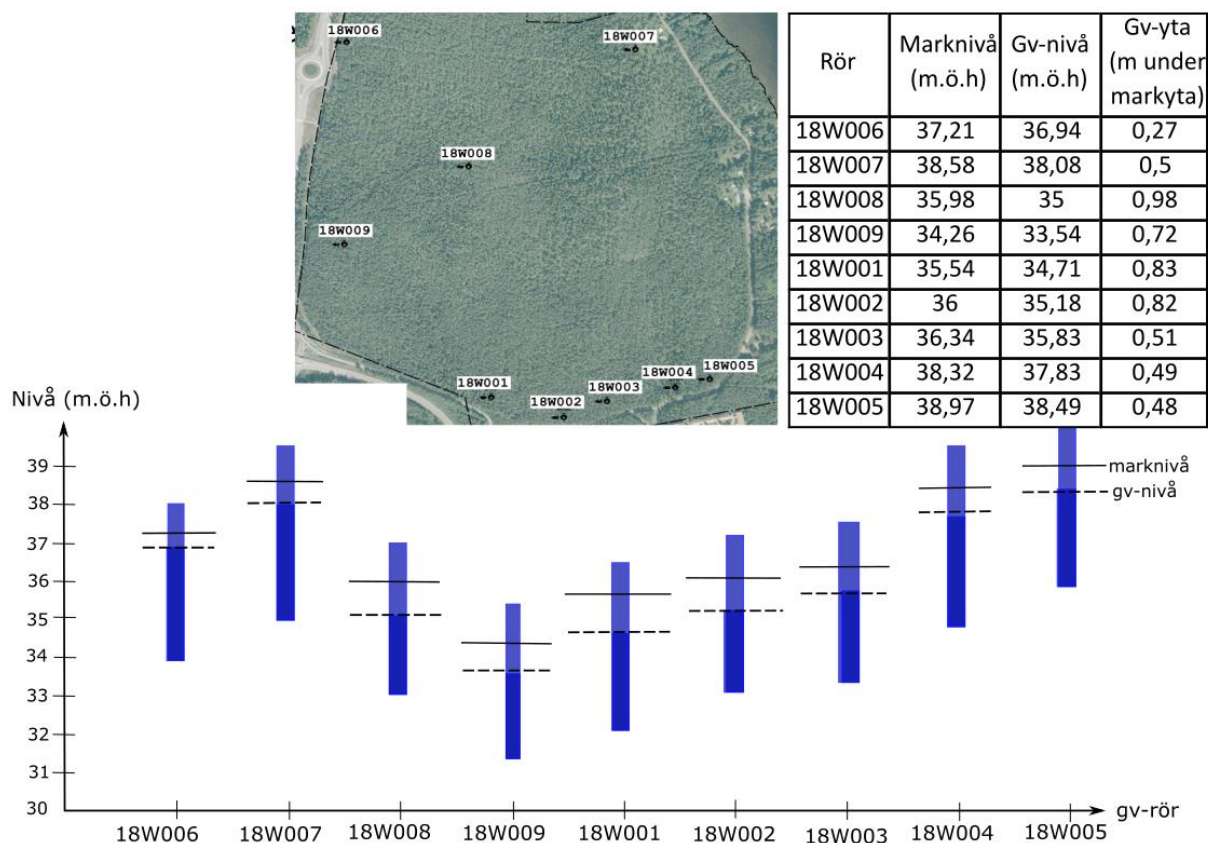 e
18W006
18W007
18W008
18W009
18W001
18W002
18W003
18W004
18W005
Rör Marknivå (m.ö.h) Gv-nivå (m.ö.h) Gv-yta (m under markyta)
18W006 37,21 36,94 0,27
18W007 38,58 38,08 0,5
18W008 35,98 35 0,98
18W009 34,26 33,54 0,72
18W001 35,54 34,71 0,83
18W002 36 35,18 0,82
18W003 36,34 35,83 0,51
18W004 38,32 37,83 0,49
18W005 38,97 38,49 0,48
Nivå (m.ö.h)
39
38
37
36
35
34
33
32
31
30
marknivå
gv-nivå
18W006 18W007 18W008 18W009 18W001 18W002 18W003 18W004 18W005
gv-rör